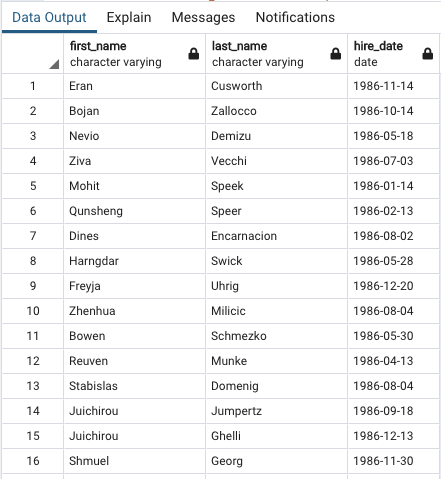 Data Output Explain Messages Notifications
first_name last_name hire_date
character varying character varying date
1 Eran Cusworth 1986-11-14
2 Bojan Zallocco 1986-10-14
3 Nevio Demizu 1986-05-18
4 Ziva Vecchi 1986-07-03
5 Mohit Speek 1986-01-14
6 Qunsheng Speer 1986-02-13
7 Dines Encarnacion 1986-08-02
8 Harngdar Swick 1986-05-28
9 Freyja Uhrig 1986-12-20
10 Zhenhua Milicic 1986-08-04
11 Bowen Schmezko 1986-05-30
12 Reuven Munke 1986-04-13
13 Stabislas Domenig 1986-08-04
14 Juichirou Jumpertz 1986-09-18
15 Juichirou Ghelli 1986-12-13
16 Shmuel Georg 1986-11-30